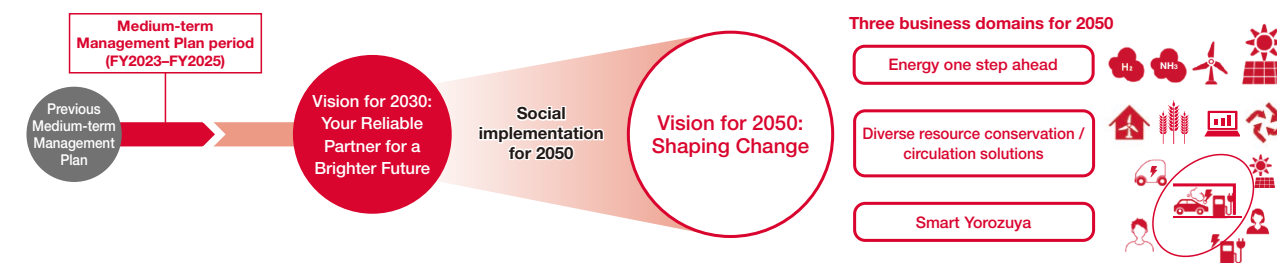 Medium-term
Management Plan period
(FY2023–FY2025)
Previous
Medium-term
Management
Plan
Vision for 2030:
Your Reliable
Partner for a
Brighter Future
Social
implementation
for 2050
Vision for 2050:
Shaping Change
Three business domains for 2050
Energy one step ahead
H₂
NH₃
Diverse resource conservation /
circulation solutions
Smart Yorozuya